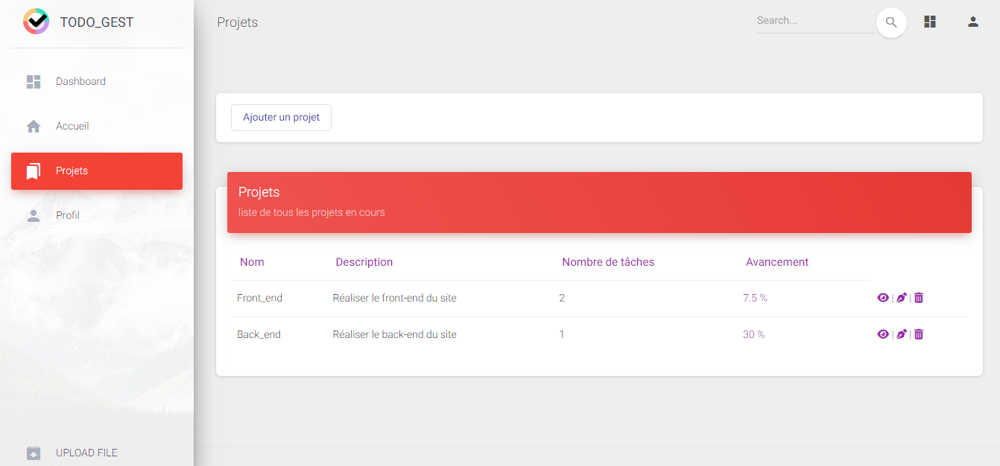 TODO_GEST
Projets
Search...
Dashboard
Accueil
Projets
Profil
UPLOAD FILE
Ajouter un projet
Projets
liste de tous les projets en cours
Nom Description Nombre de tâches Avancement
Front_end Réaliser le front-end du site 2 7.5 % | |
Back_end Réaliser le back-end du site 1 30 % | |